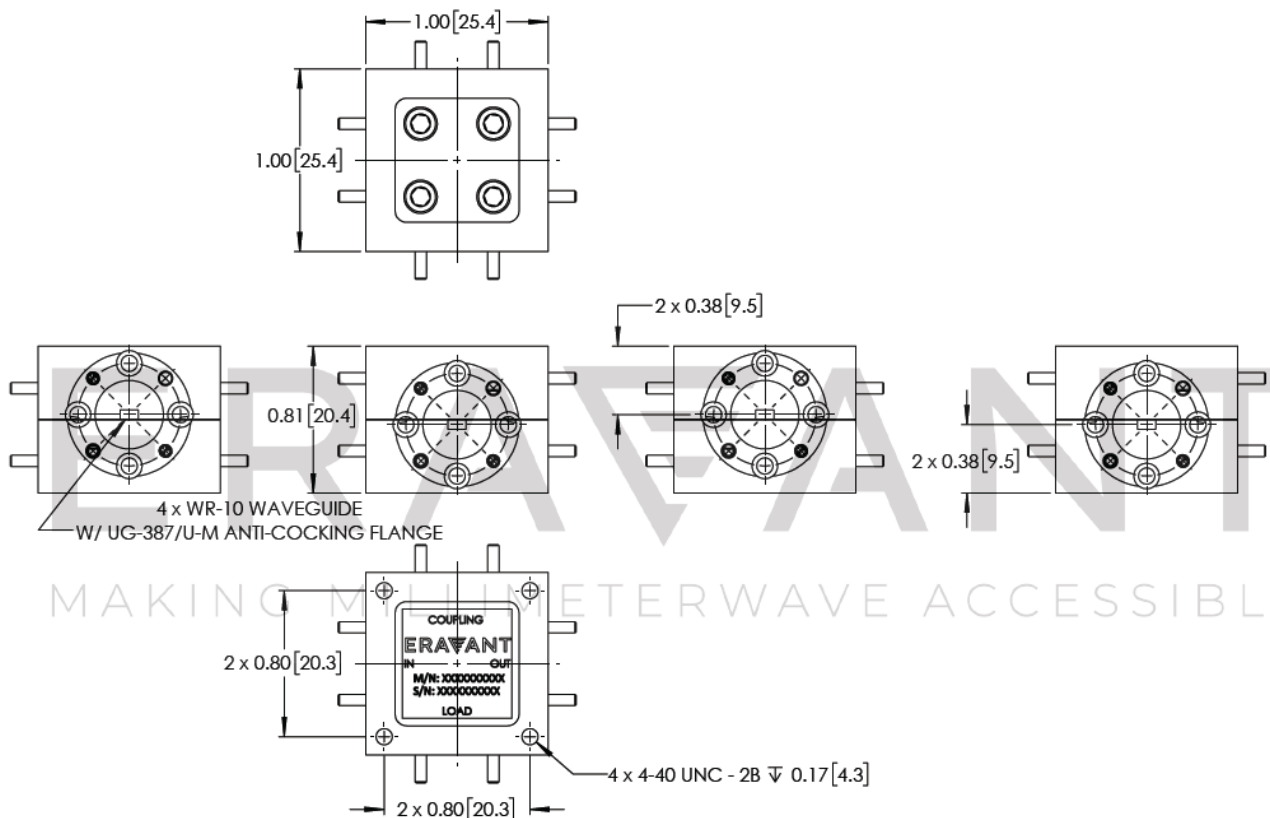 1.00[25.4]
1.00[25.4]
2 x 0.38[9.5]
0.81[20.4]
2 x 0.38[9.5]
4 x WR-10 WAVEGUIDE
W/ UG-387/U-M ANTI-COCKING FLANGE
ERAVANT
MAKING MILLIMETERWAVE ACCESSIBL
COUPLING
ERAVANT
IN OUT
M/N: XXXXXXXXXX
S/N: XXXXXXXXXX
LOAD
2 x 0.80[20.3]
4 x 4-40 UNC - 2B ↧ 0.17[4.3]
2 x 0.80[20.3]